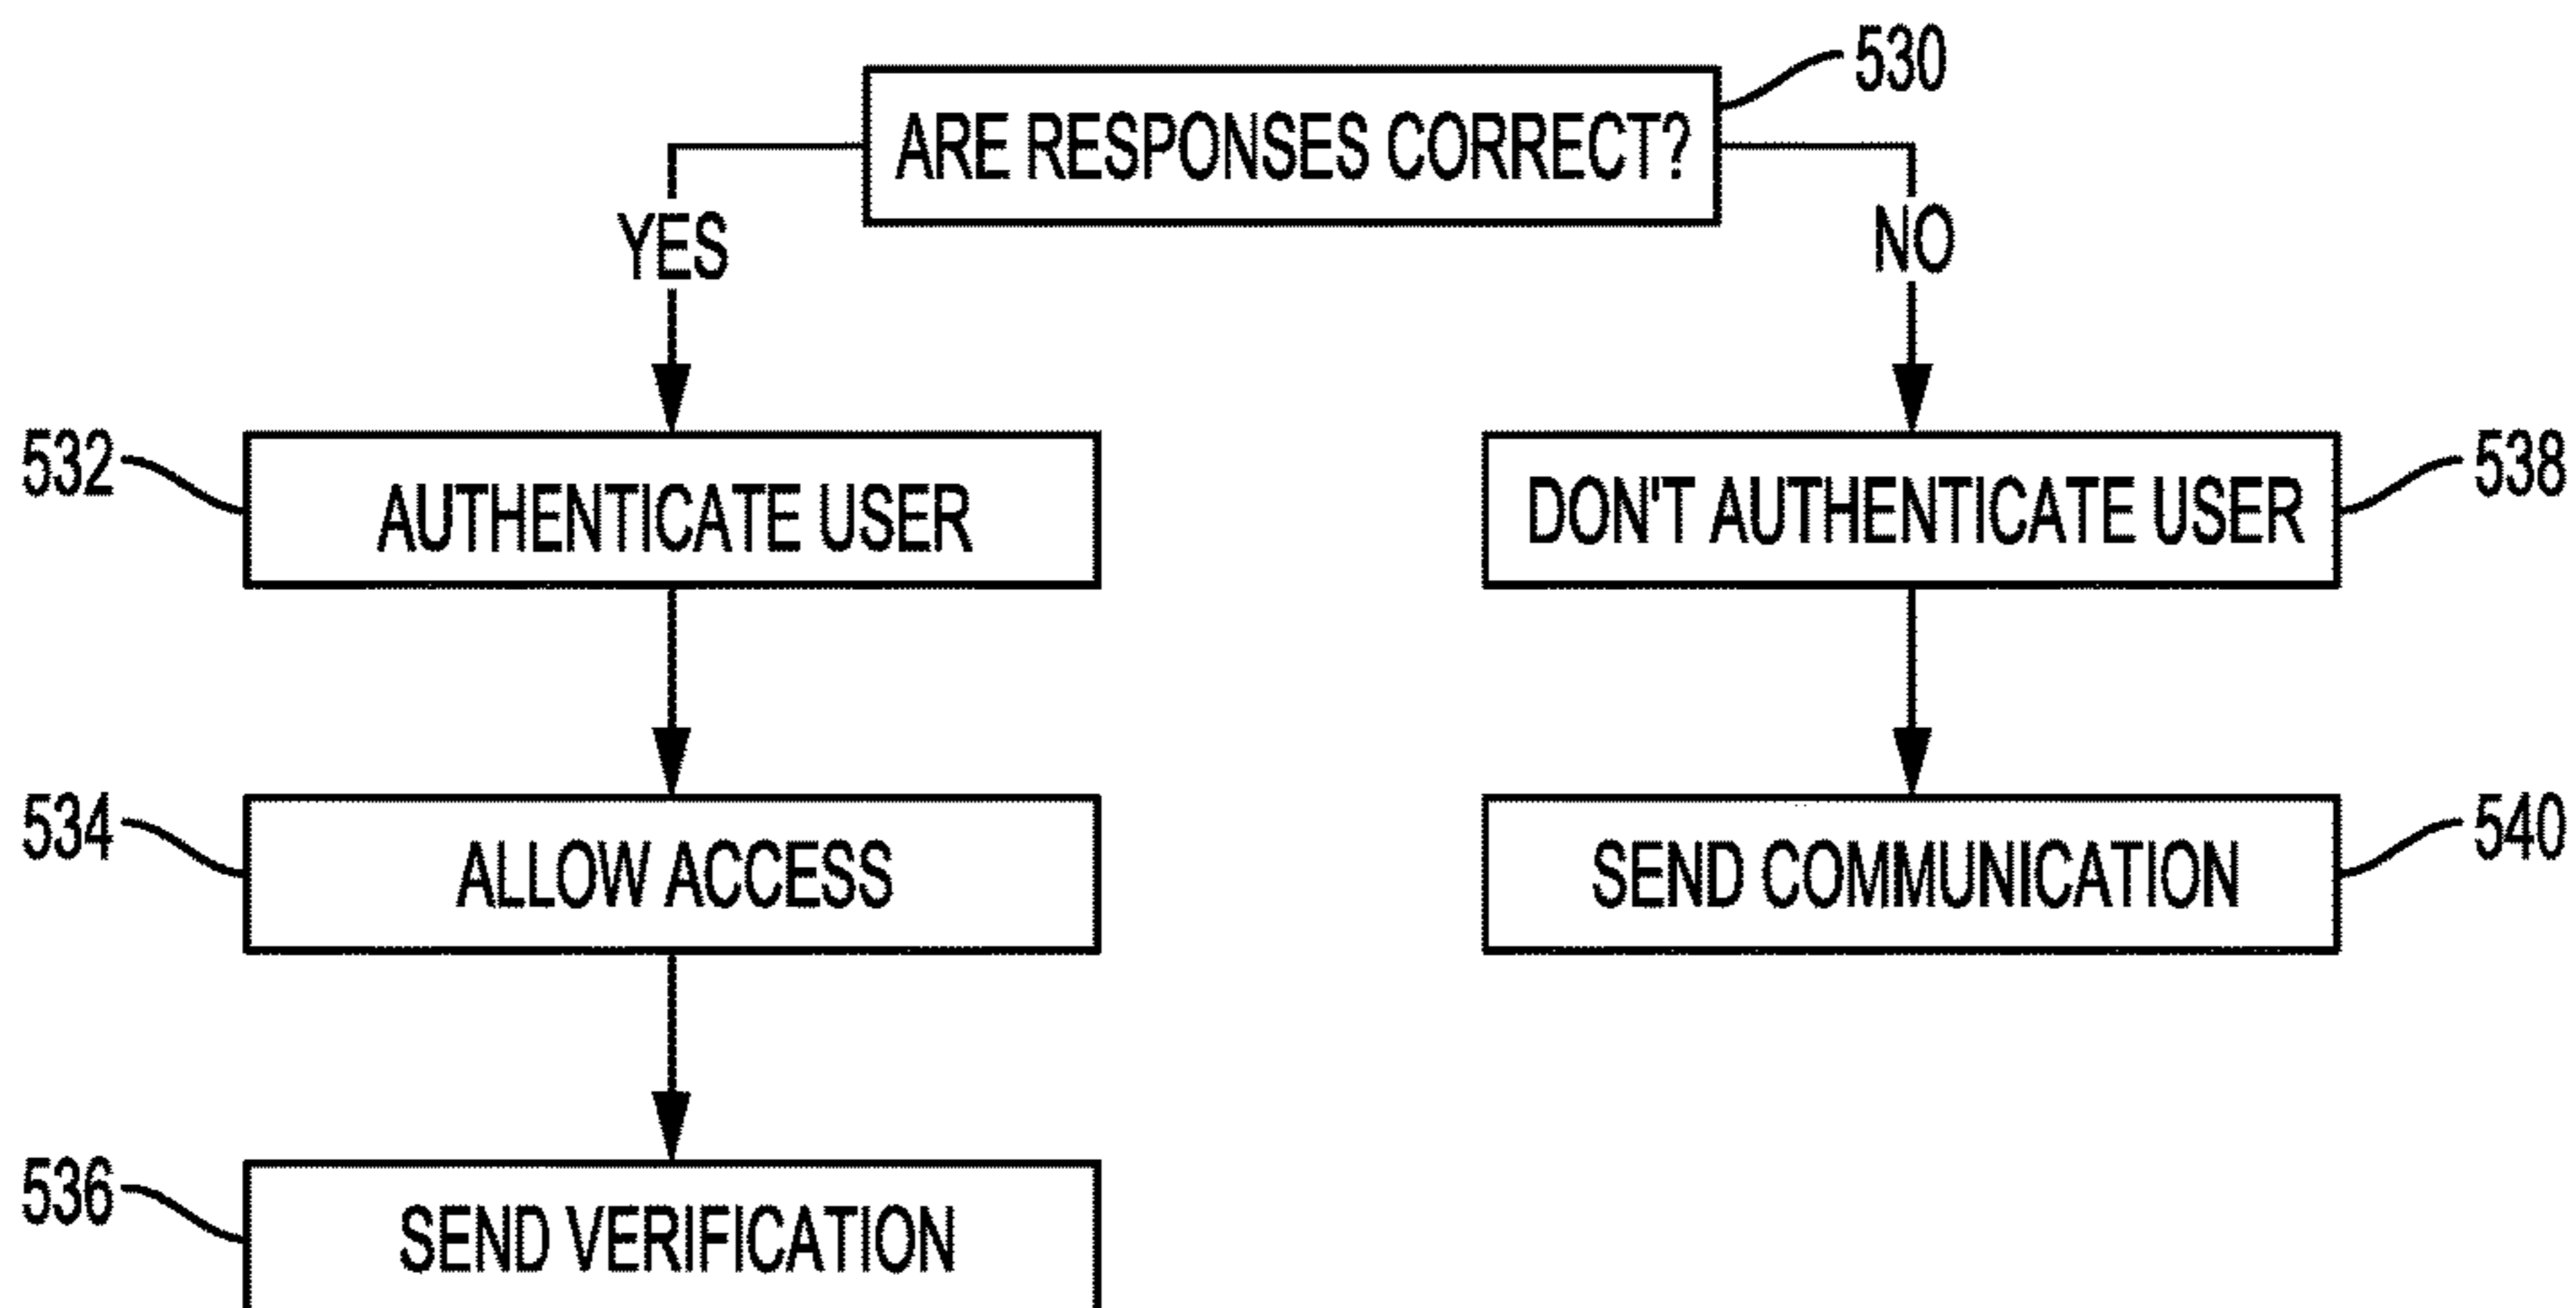 530
ARE RESPONSES CORRECT?
YES
NO
532
AUTHENTICATE USER
DON'T AUTHENTICATE USER
538
534
ALLOW ACCESS
SEND COMMUNICATION
540
536
SEND VERIFICATION